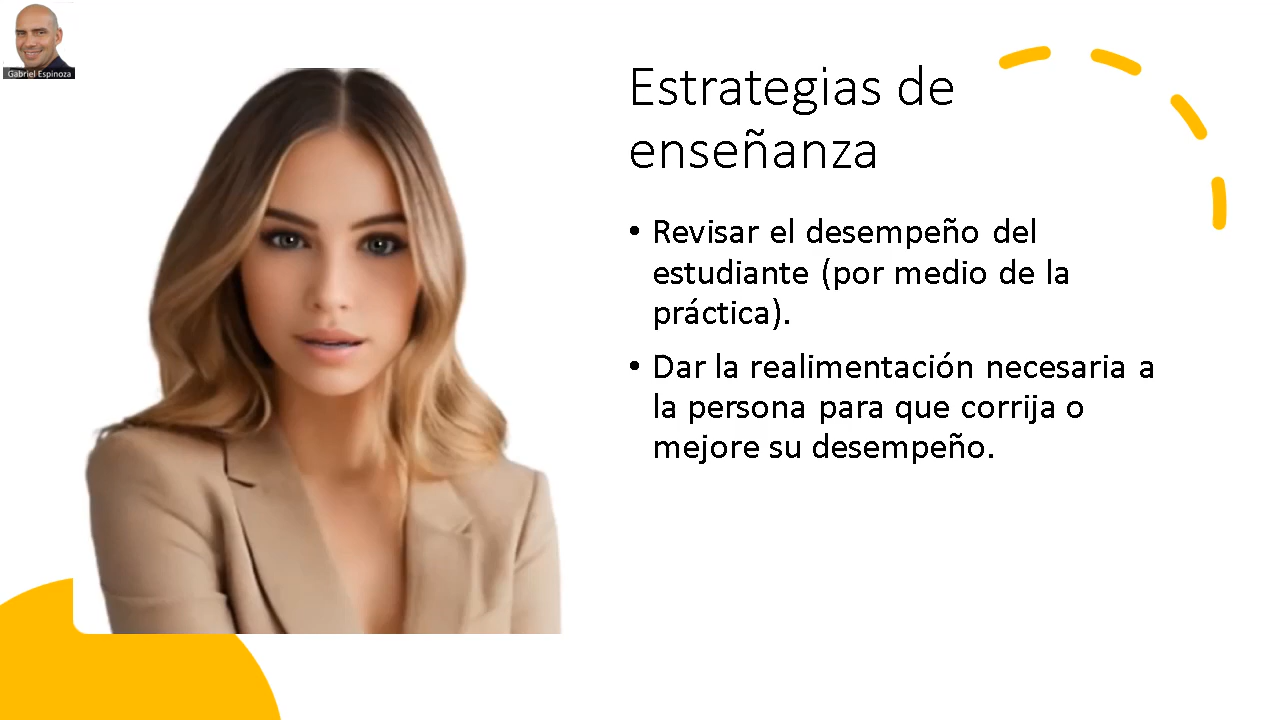 Gabriel Espinoza
Estrategias de
enseñanza
• Revisar el desempeño del
estudiante (por medio de la
práctica).
• Dar la realimentación necesaria a
la persona para que corrija o
mejore su desempeño.